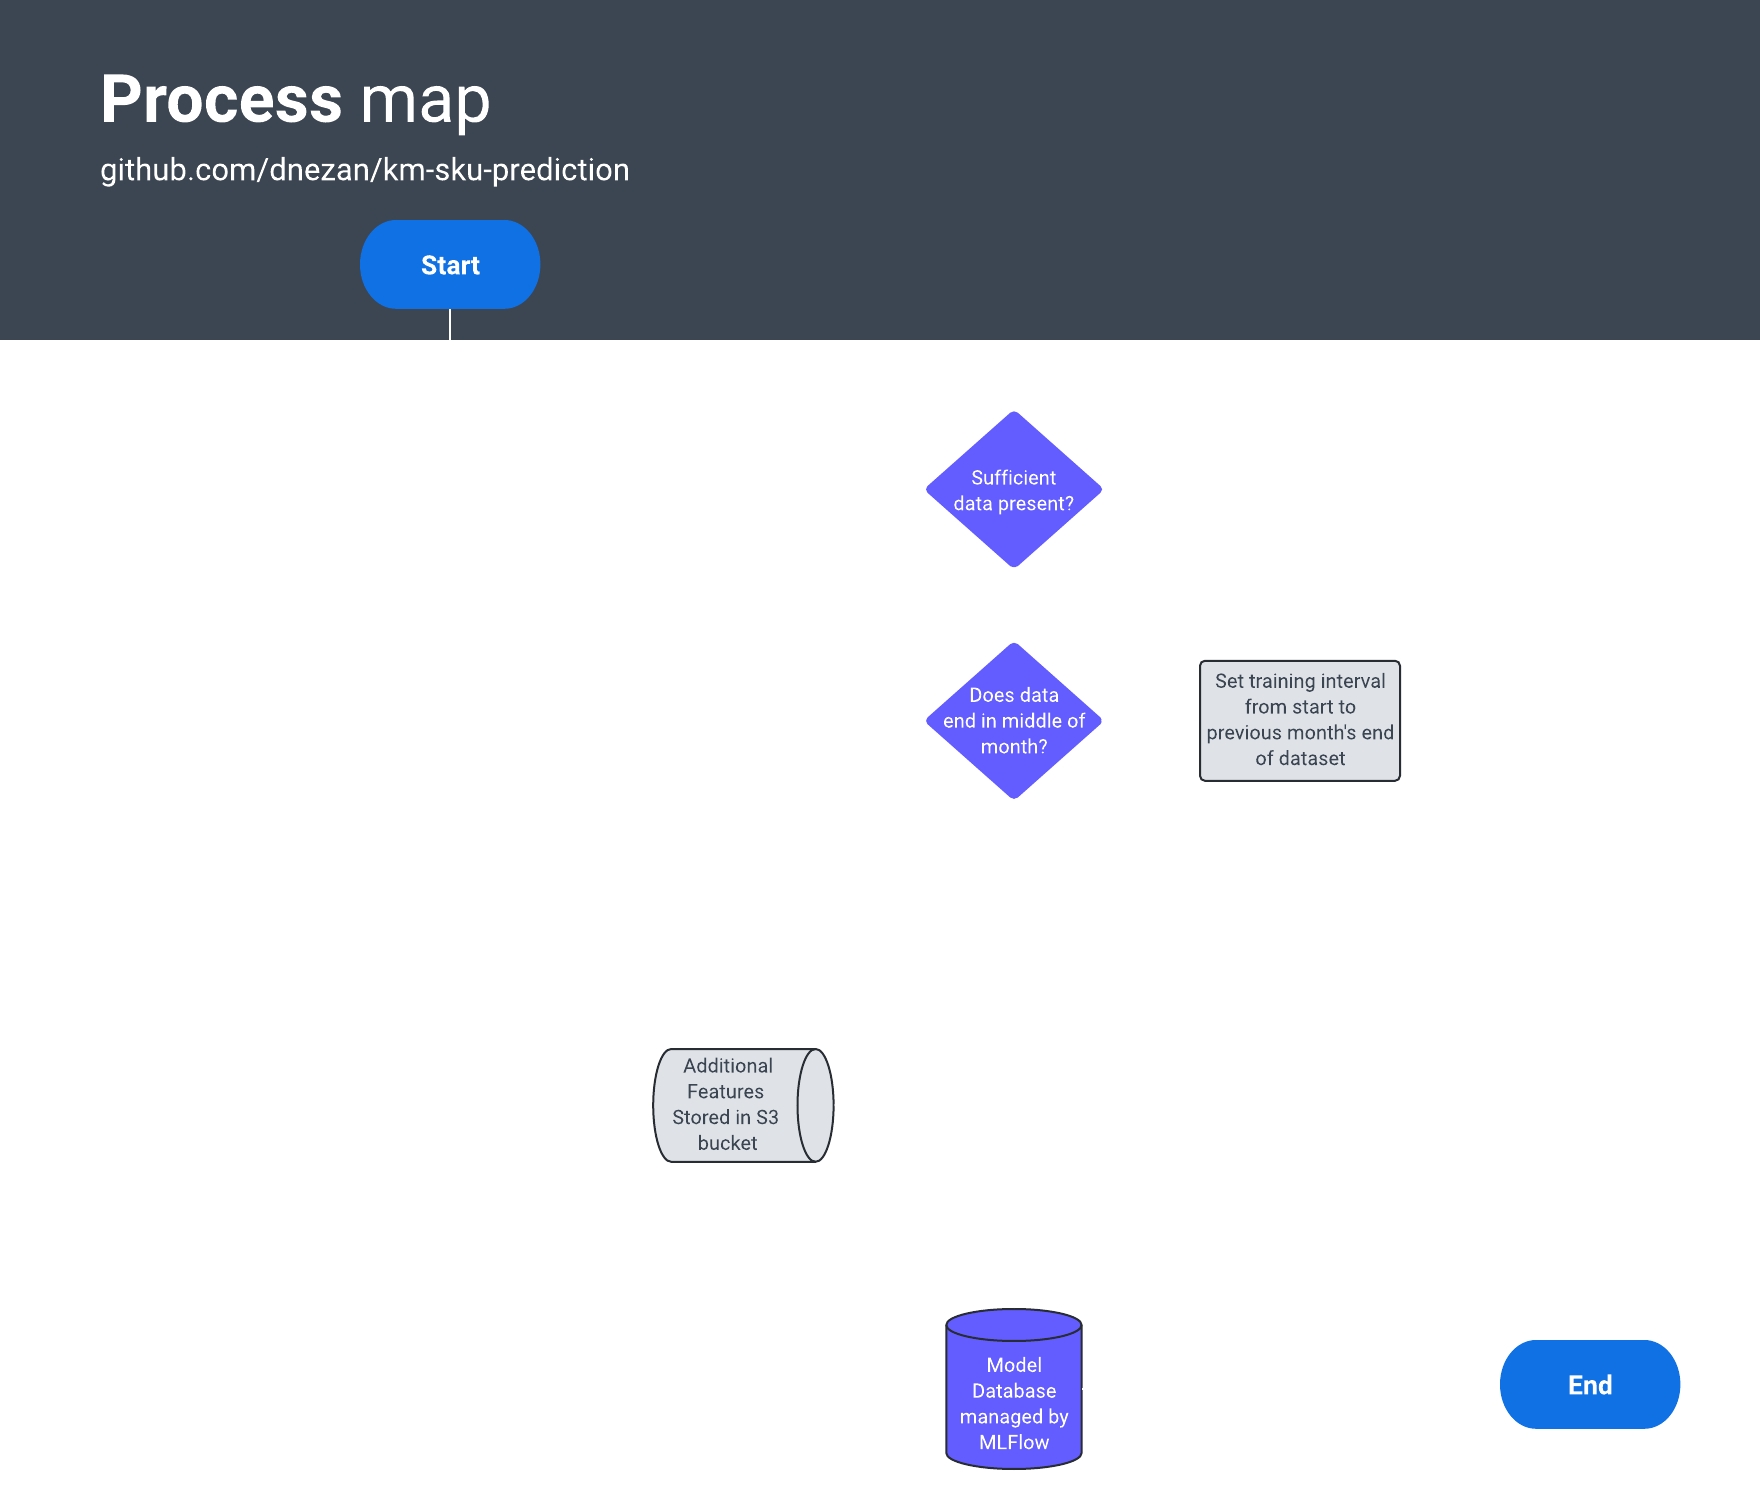 Process map
github.com/dnezan/km-sku-prediction
Start
Sufficient
data present?
Does data
end in middle of
month?
Set training interval
from start to
previous month's end
of dataset
Additional
Features
Stored in S3
bucket
Model
Database
managed by
MLFlow
End